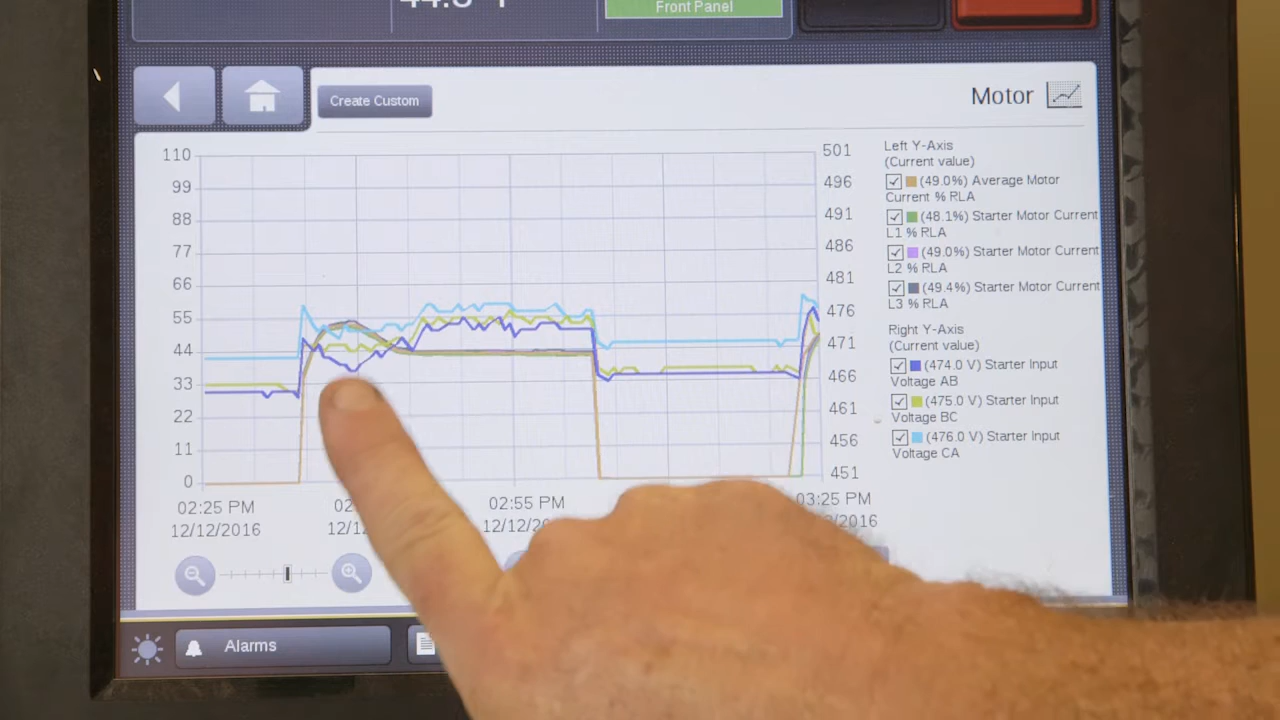 Front Panel
Create Custom
Motor
110
99
88
77
66
55
44
33
22
11
0
501
496
491
486
481
476
471
466
461
456
451
02:25 PM
12/12/2016
02:55 PM
03:25 PM
Left Y-Axis
(Current value)
(49.0%) Average Motor
Current % RLA
(48.1%) Starter Motor Current
L1 % RLA
(49.0%) Starter Motor Current
L2 % RLA
(49.4%) Starter Motor Current
L3 % RLA
Right Y-Axis
(Current value)
(474.0 V) Starter Input
Voltage AB
(475.0 V) Starter Input
Voltage BC
(476.0 V) Starter Input
Voltage CA
Alarms